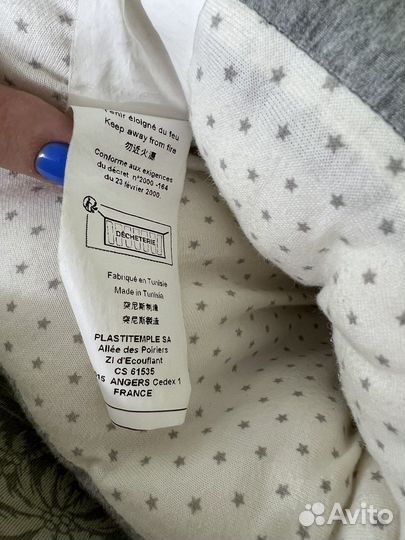 Tenir éloigné du feu
Keep away from fire
勿近火源
Conforme aux exigences
du décret n°2000-164
du 23 février 2000.
DÉCHETERIE
Fabriqué en Tunisie
Made in Tunisia
突尼斯制造
突尼斯製造
PLASTITEMPLE SA
Allée des Poiriers
ZI d'Ecouflant
CS 61535
ANGERS Cedex 1
FRANCE
Avito